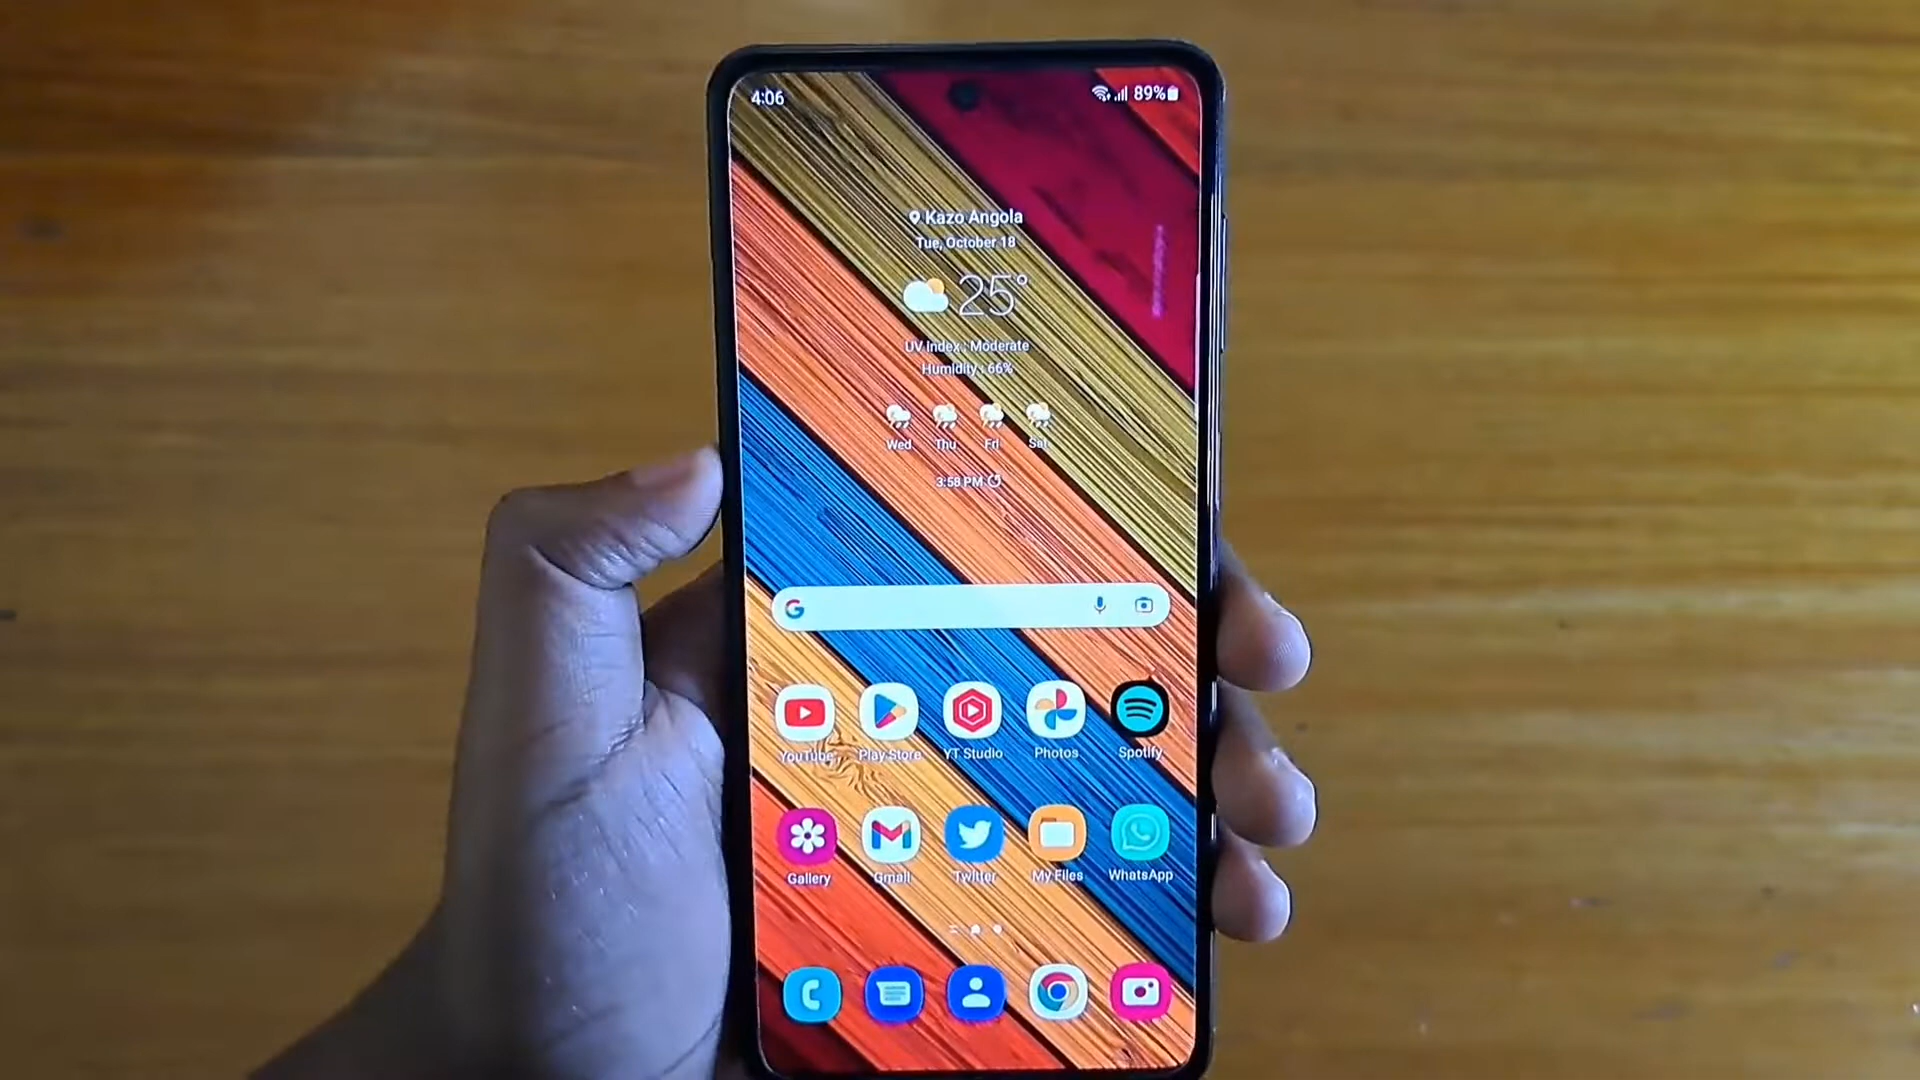 4:06
89%
Kazo Angola
Tue, October 18
25°
UV Index : Moderate
Humidity : 66%
Wed Thu Fri Sat
3:58 PM
G
YouTube Play Store YT Studio Photos Spotify
Gallery Gmail Twitter My Files WhatsApp